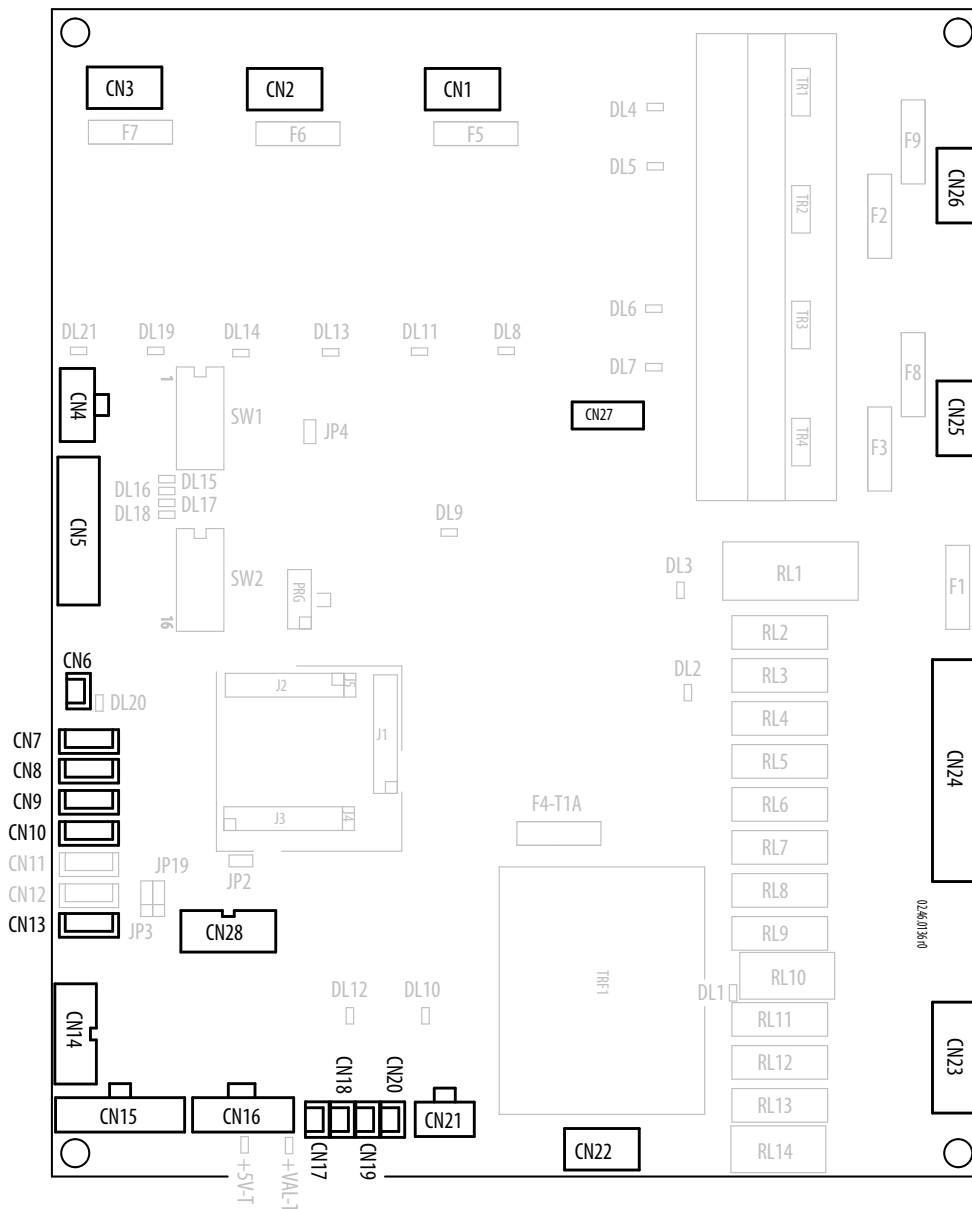 CN3
CN2
CN1
F7
F6
F5
DL4
DL5
TR1
TR2
TR3
TR4
F9
CN26
F2
DL6
DL7
DL21
DL19
DL14
DL13
DL11
DL8
1
CN4
SW1
JP4
CN27
F8
CN25
F3
DL16
DL15
DL18
DL17
CN5
DL9
SW2
PRG
16
DL3
RL1
F1
RL2
CN6
DL20
J2
J5
DL2
RL3
RL4
CN7
J1
CN8
RL5
CN24
CN9
J3
J4
F4-T1A
RL6
CN10
RL7
CN11
JP19
JP2
CN12
RL8
CN13
JP3
CN28
RL9
0246.0136 r0
TRF1
RL10
DL12
DL10
DL1
CN14
RL11
CN18
CN20
RL12
CN23
CN15
CN16
CN21
RL13
CN22
RL14
CN17
CN19
+5V-T
+VAL-T